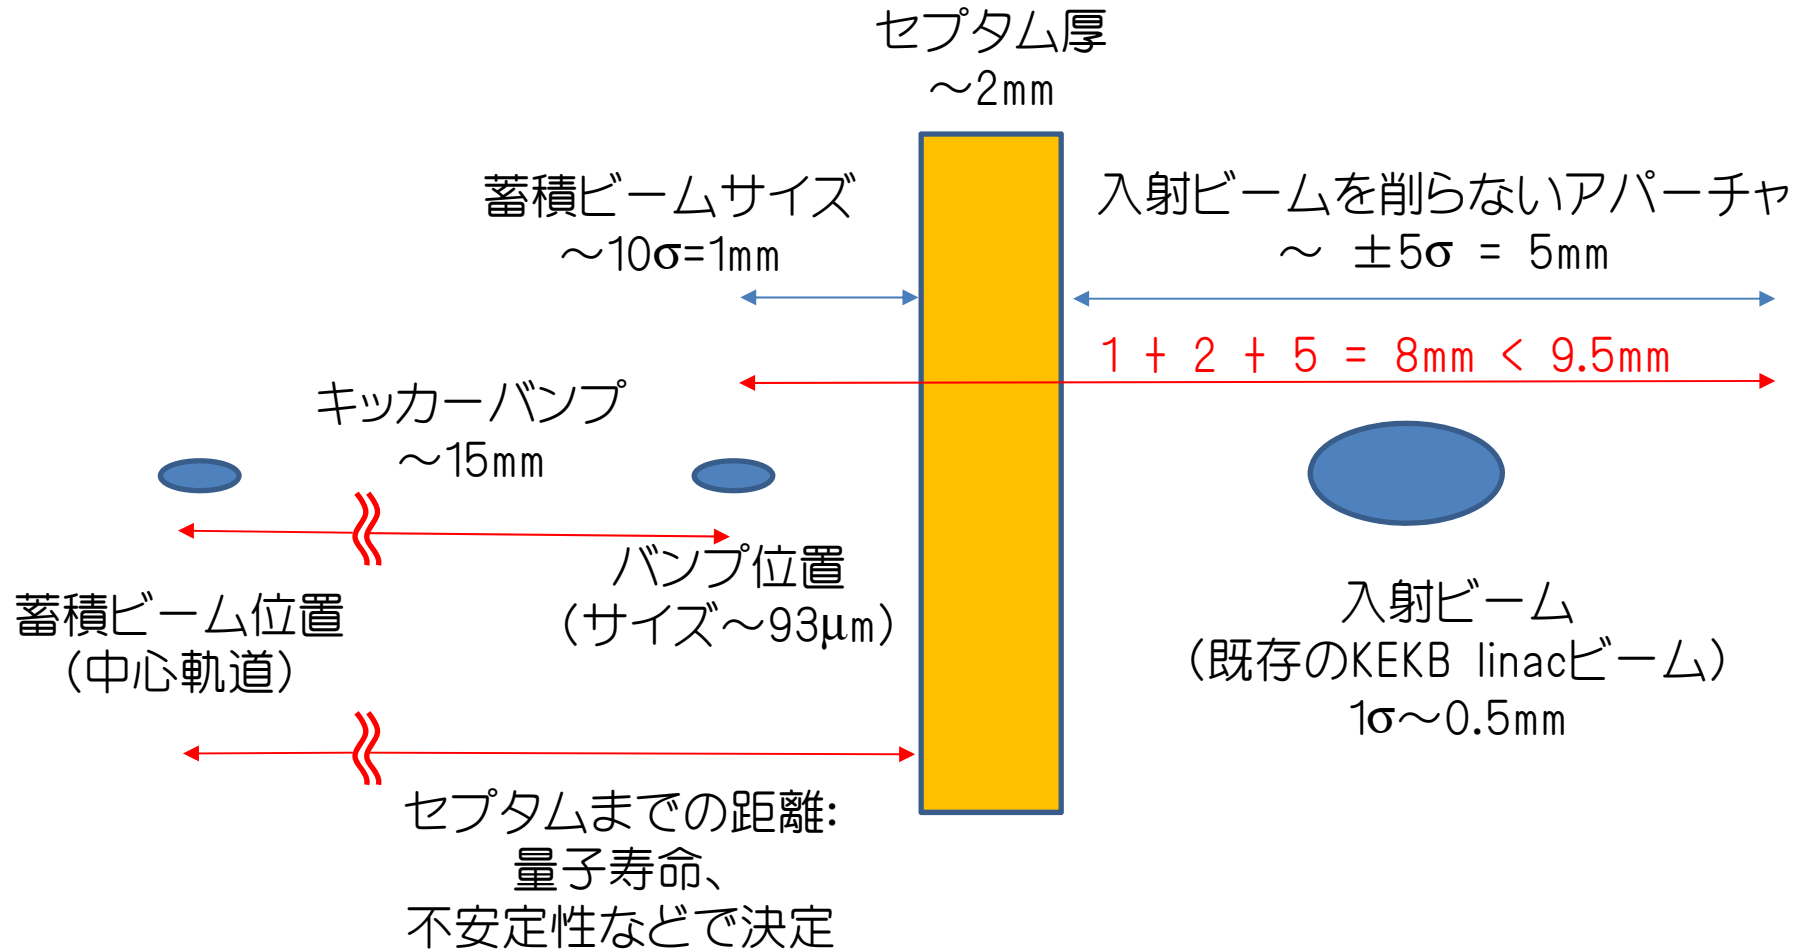 セプタム厚
～2mm
蓄積ビームサイズ
～10σ=1mm
入射ビームを削らないアパーチャ
～ ±5σ = 5mm
1 + 2 + 5 = 8mm < 9.5mm
キッカーバンプ
～15mm
バンプ位置
(サイズ～93μm)
蓄積ビーム位置
(中心軌道)
入射ビーム
(既存のKEKB linacビーム)
1σ～0.5mm
セプタムまでの距離:
量子寿命、
不安定性などで決定